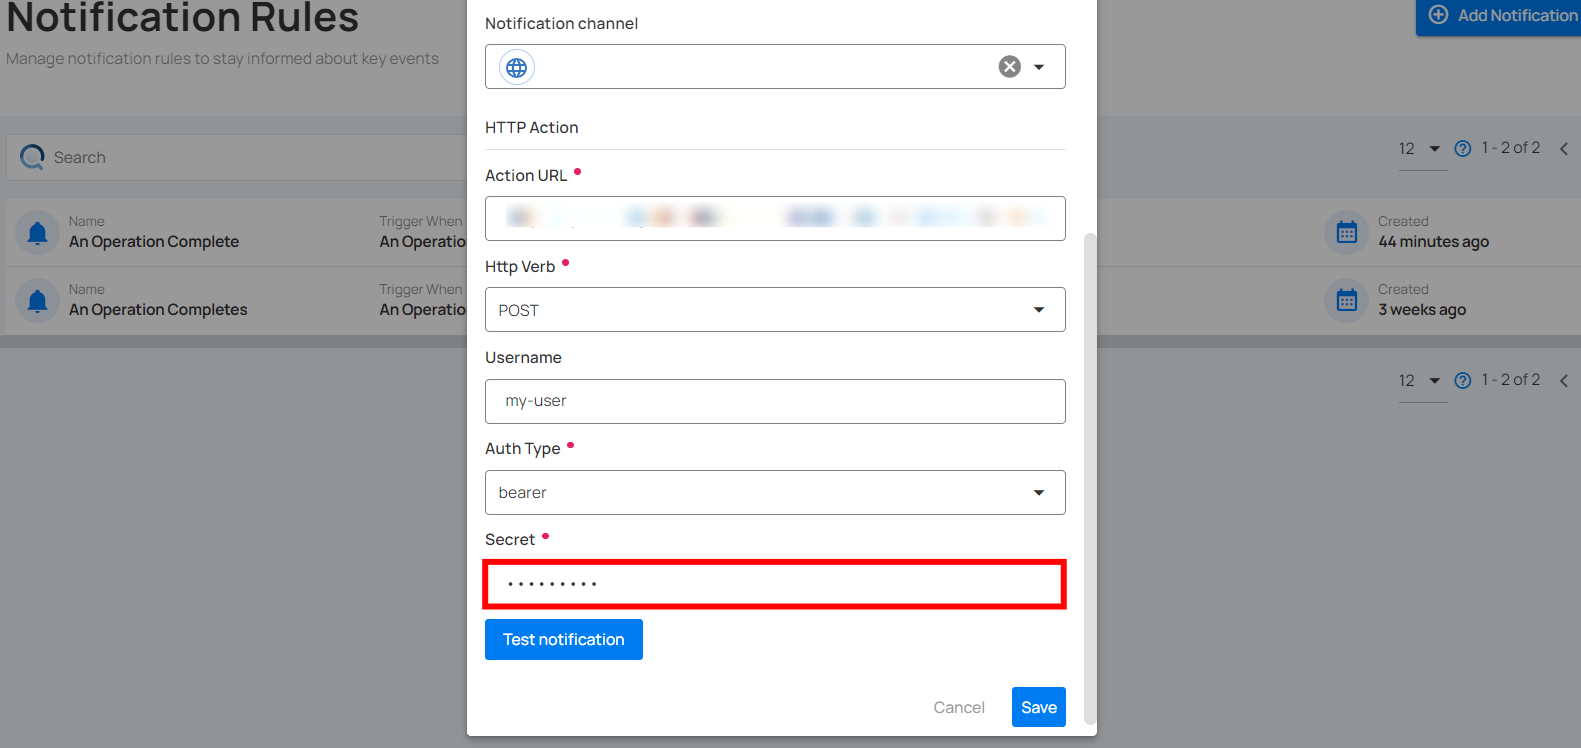 Notification Rules
Manage notification rules to stay informed about key events
Add Notification
Search
12
1 - 2 of 2
Name
An Operation Complete
Trigger When
An Operatio
Created
44 minutes ago
Name
An Operation Completes
Trigger When
An Operatio
Created
3 weeks ago
12
1 - 2 of 2
Notification channel
HTTP Action
Action URL
Http Verb
POST
Username
my-user
Auth Type
bearer
Secret
•••••••••
Test notification
Cancel
Save